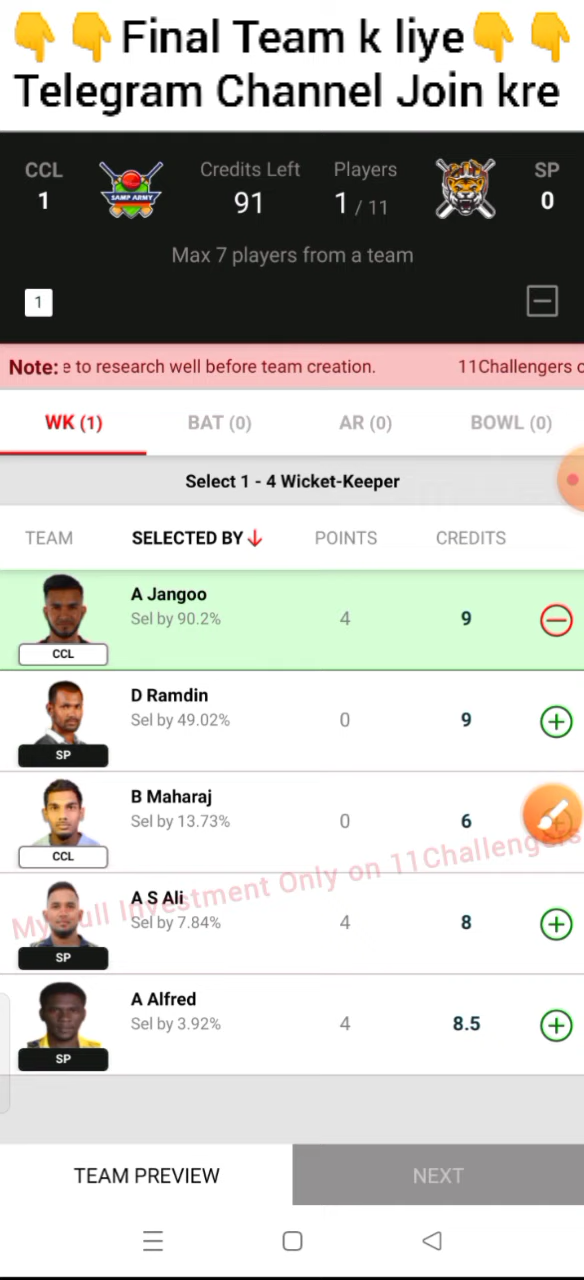 👇👇Final Team k liye👇👇
Telegram Channel Join kre
CCL
1
SAMP ARMY
Credits Left
91
Players
1 / 11
SP
0
Max 7 players from a team
1
Note: e to research well before team creation. 11Challengers
WK (1) BAT (0) AR (0) BOWL (0)
Select 1 - 4 Wicket-Keeper
TEAM SELECTED BY POINTS CREDITS
A Jangoo
Sel by 90.2% 4 9
CCL
D Ramdin
Sel by 49.02% 0 9
SP
B Maharaj
Sel by 13.73% 0 6
CCL
My Full Investment Only on 11Challengers
A S Ali
Sel by 7.84% 4 8
SP
A Alfred
Sel by 3.92% 4 8.5
SP
TEAM PREVIEW NEXT